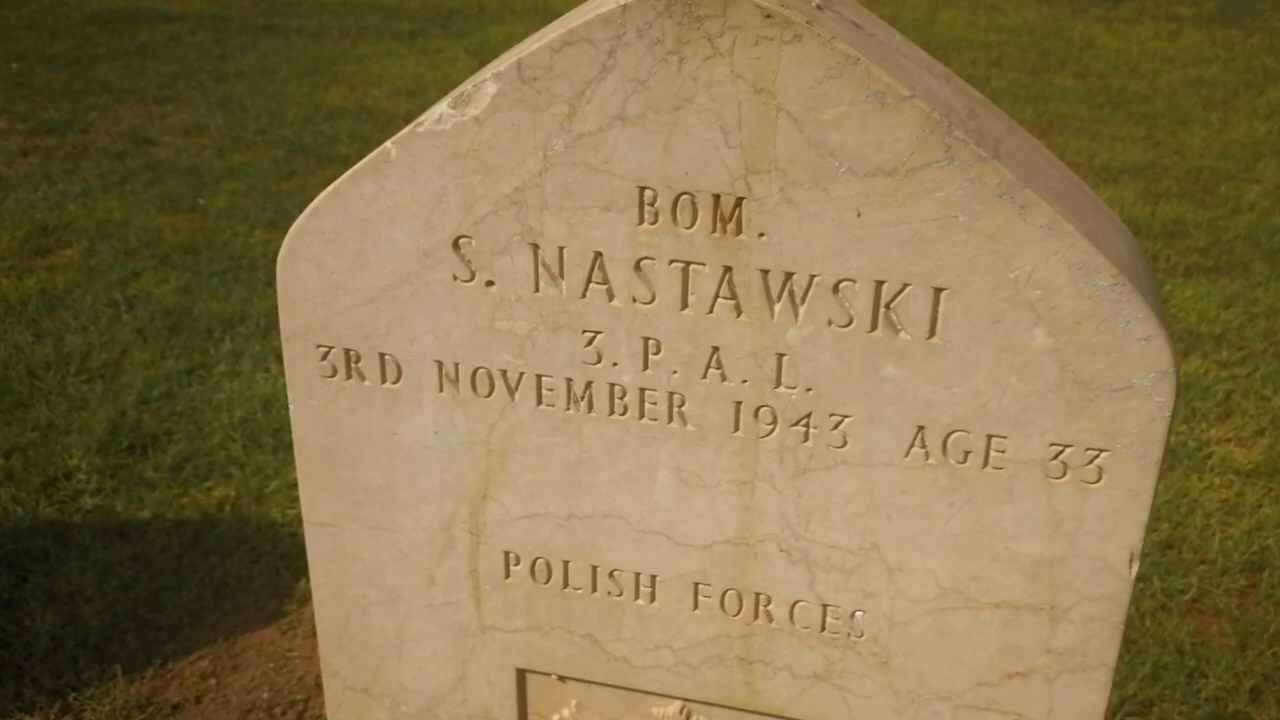 BOM.
S. NASTAWSKI
3. P. A. L.
3RD NOVEMBER 1943 AGE 33
POLISH FORCES